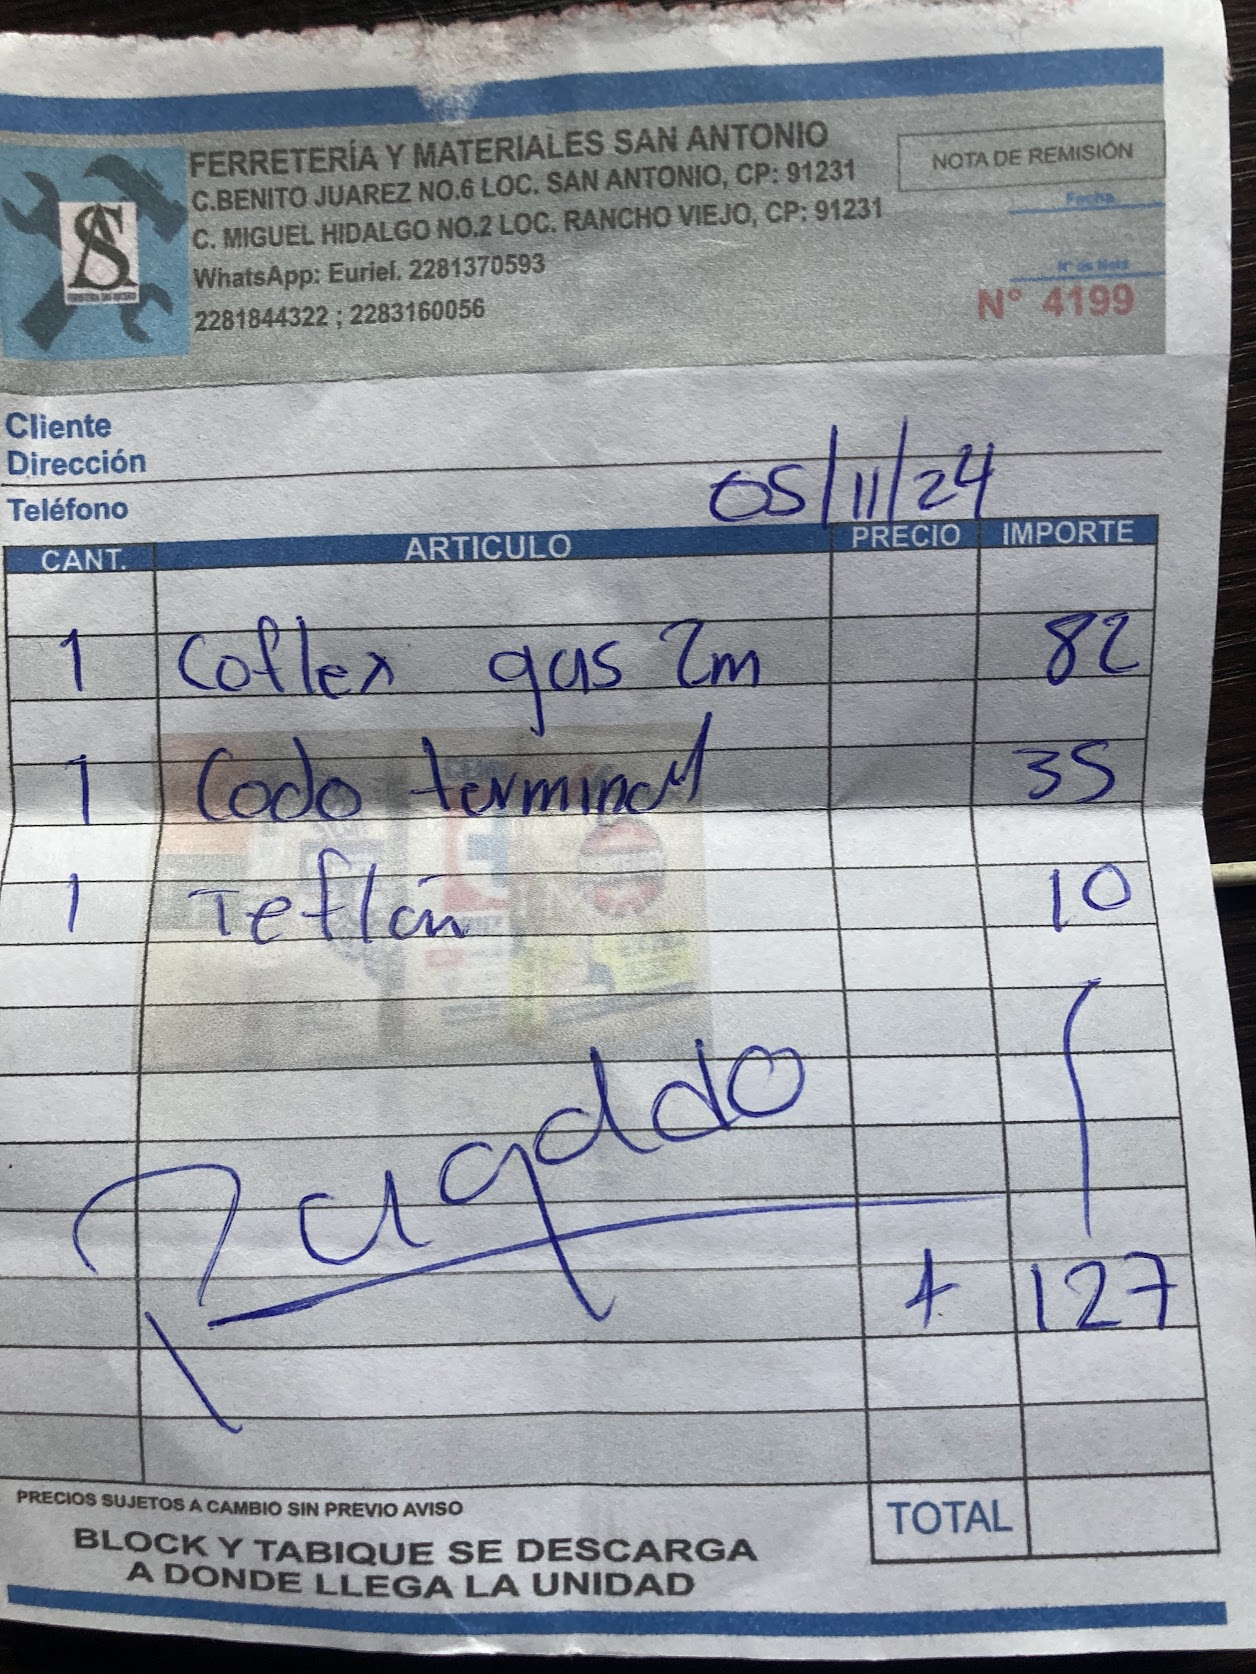 FERRETERÍA Y MATERIALES SAN ANTONIO
C.BENITO JUAREZ NO.6 LOC. SAN ANTONIO, CP: 91231
C. MIGUEL HIDALGO NO.2 LOC. RANCHO VIEJO, CP: 91231
WhatsApp: Euriel. 2281370593
2281844322 ; 2283160056
NOTA DE REMISIÓN
Fecha
N° de Nota
N° 4199
AS
Cliente
Dirección
Teléfono
05/11/24
CANT. ARTICULO PRECIO IMPORTE
1 Coflex gas 2m 82
1 Codo terminal 35
1 Teflón 10
Pagado
+ 127
PRECIOS SUJETOS A CAMBIO SIN PREVIO AVISO
TOTAL
BLOCK Y TABIQUE SE DESCARGA
A DONDE LLEGA LA UNIDAD